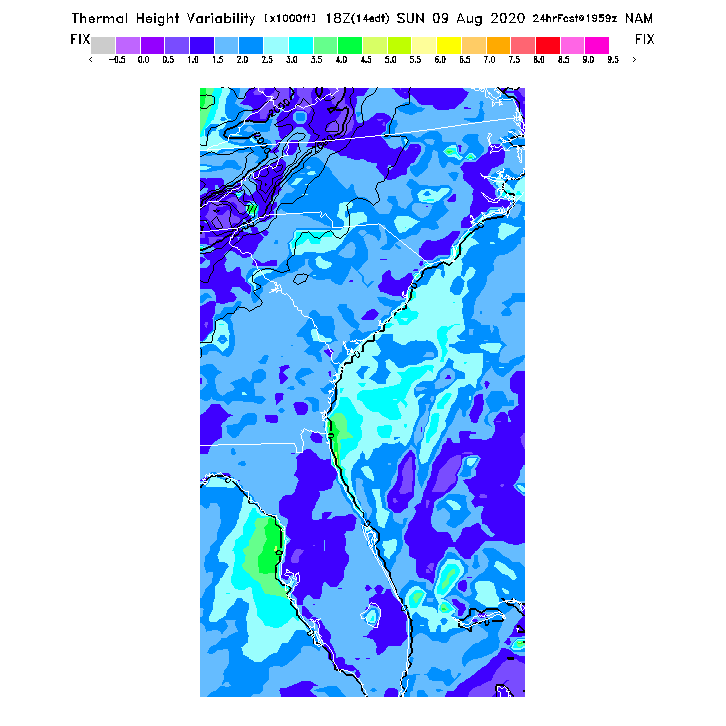 Thermal Height Variability [x1000ft] 18Z(14edt) SUN 09 Aug 2020 24hrFcst@1959z NAM
FIX FIX
< -0.5 0.0 0.5 1.0 1.5 2.0 2.5 3.0 3.5 4.0 4.5 5.0 5.5 6.0 6.5 7.0 7.5 8.0 8.5 9.0 9.5 >